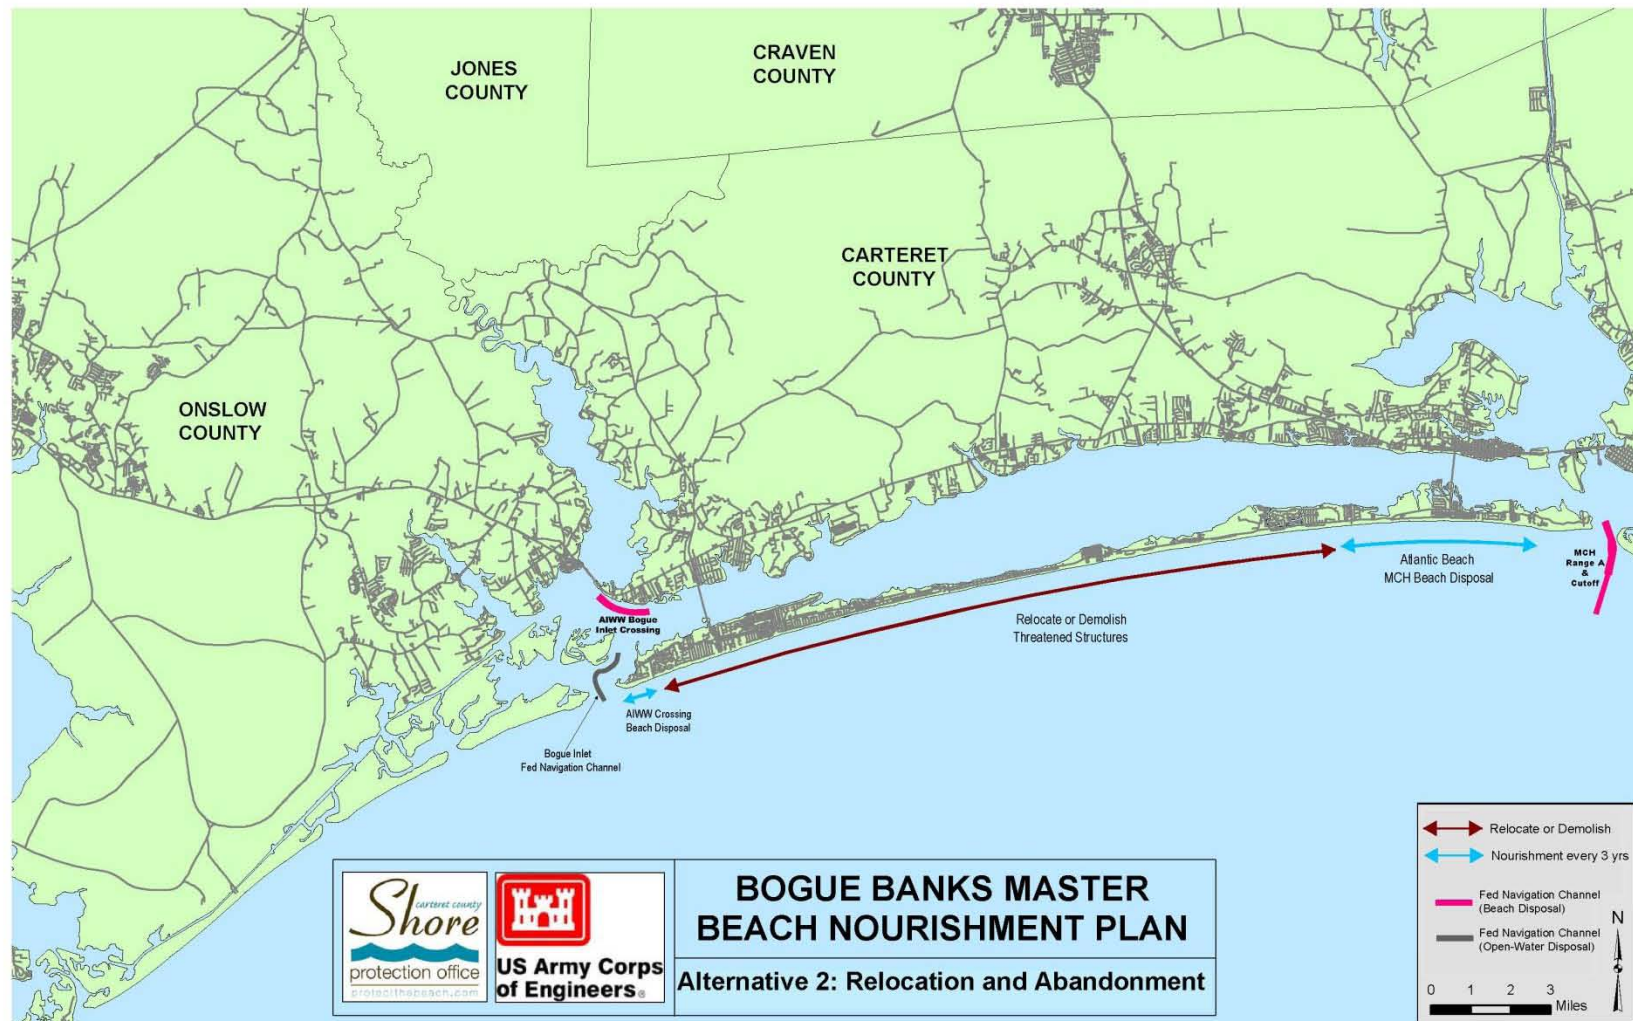 JONES
COUNTY
CRAVEN
COUNTY
CARTERET
COUNTY
ONSLOW
COUNTY
AIWW Bogue
Inlet Crossing
Relocate or Demolish
Threatened Structures
Atlantic Beach
MCH Beach Disposal
MCH
Range A
&
Cutoff
AIWW Crossing
Beach Disposal
Bogue Inlet
Fed Navigation Channel
Relocate or Demolish
Nourishment every 3 yrs
Fed Navigation Channel
(Beach Disposal)
Fed Navigation Channel
(Open-Water Disposal)
N
0 1 2 3
Miles
carteret county
Shore
protection office
protectthebeach.com
US Army Corps
of Engineers®
BOGUE BANKS MASTER
BEACH NOURISHMENT PLAN
Alternative 2: Relocation and Abandonment